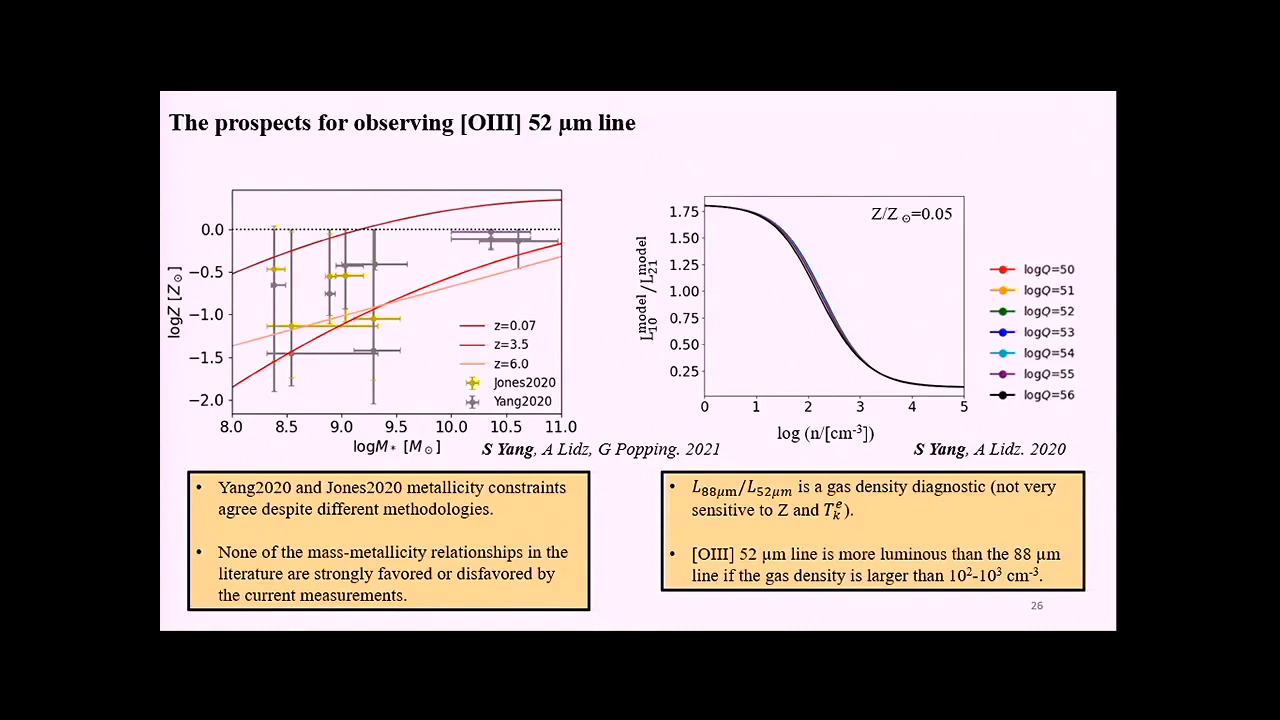 The prospects for observing [OIII] 52 μm line
0.0
−0.5
−1.0
−1.5
−2.0
logZ [Z⊙]
8.0 8.5 9.0 9.5 10.0 10.5 11.0
logM* [M⊙]
z=0.07
z=3.5
z=6.0
Jones2020
Yang2020
S Yang, A Lidz, G Popping. 2021
Z/Z⊙=0.05
1.75
1.50
1.25
1.00
0.75
0.50
0.25
L₁₀^model/L₂₁^model
0 1 2 3 4 5
log (n/[cm⁻³])
logQ=50
logQ=51
logQ=52
logQ=53
logQ=54
logQ=55
logQ=56
S Yang, A Lidz. 2020
• Yang2020 and Jones2020 metallicity constraints
agree despite different methodologies.
• None of the mass-metallicity relationships in the
literature are strongly favored or disfavored by
the current measurements.
• L88μm/L52μm is a gas density diagnostic (not very
sensitive to Z and Tₖᵉ).
• [OIII] 52 μm line is more luminous than the 88 μm
line if the gas density is larger than 10²-10³ cm⁻³.
26